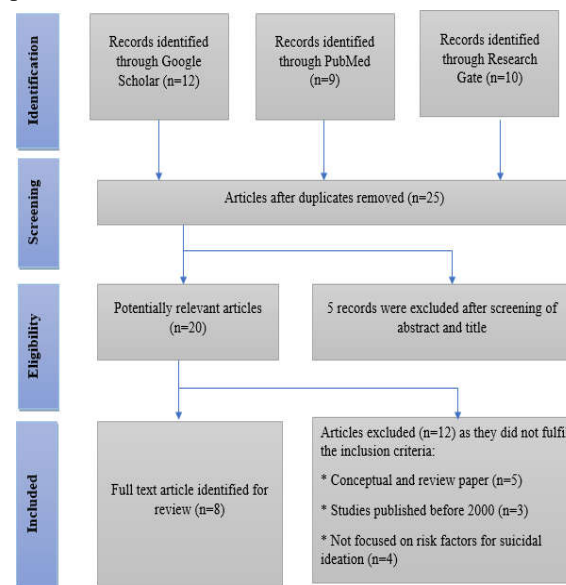 Identification
Records identified
through Google
Scholar (n=12)
Records identified
through PubMed
(n=9)
Records identified
through Research
Gate (n=10)
Screening
Articles after duplicates removed (n=25)
Eligibility
Potentially relevant articles
(n=20)
5 records were excluded after screening of
abstract and title
Included
Full text article identified for
review (n=8)
Articles excluded (n=12) as they did not fulfil
the inclusion criteria:
* Conceptual and review paper (n=5)
* Studies published before 2000 (n=3)
* Not focused on risk factors for suicidal
ideation (n=4)